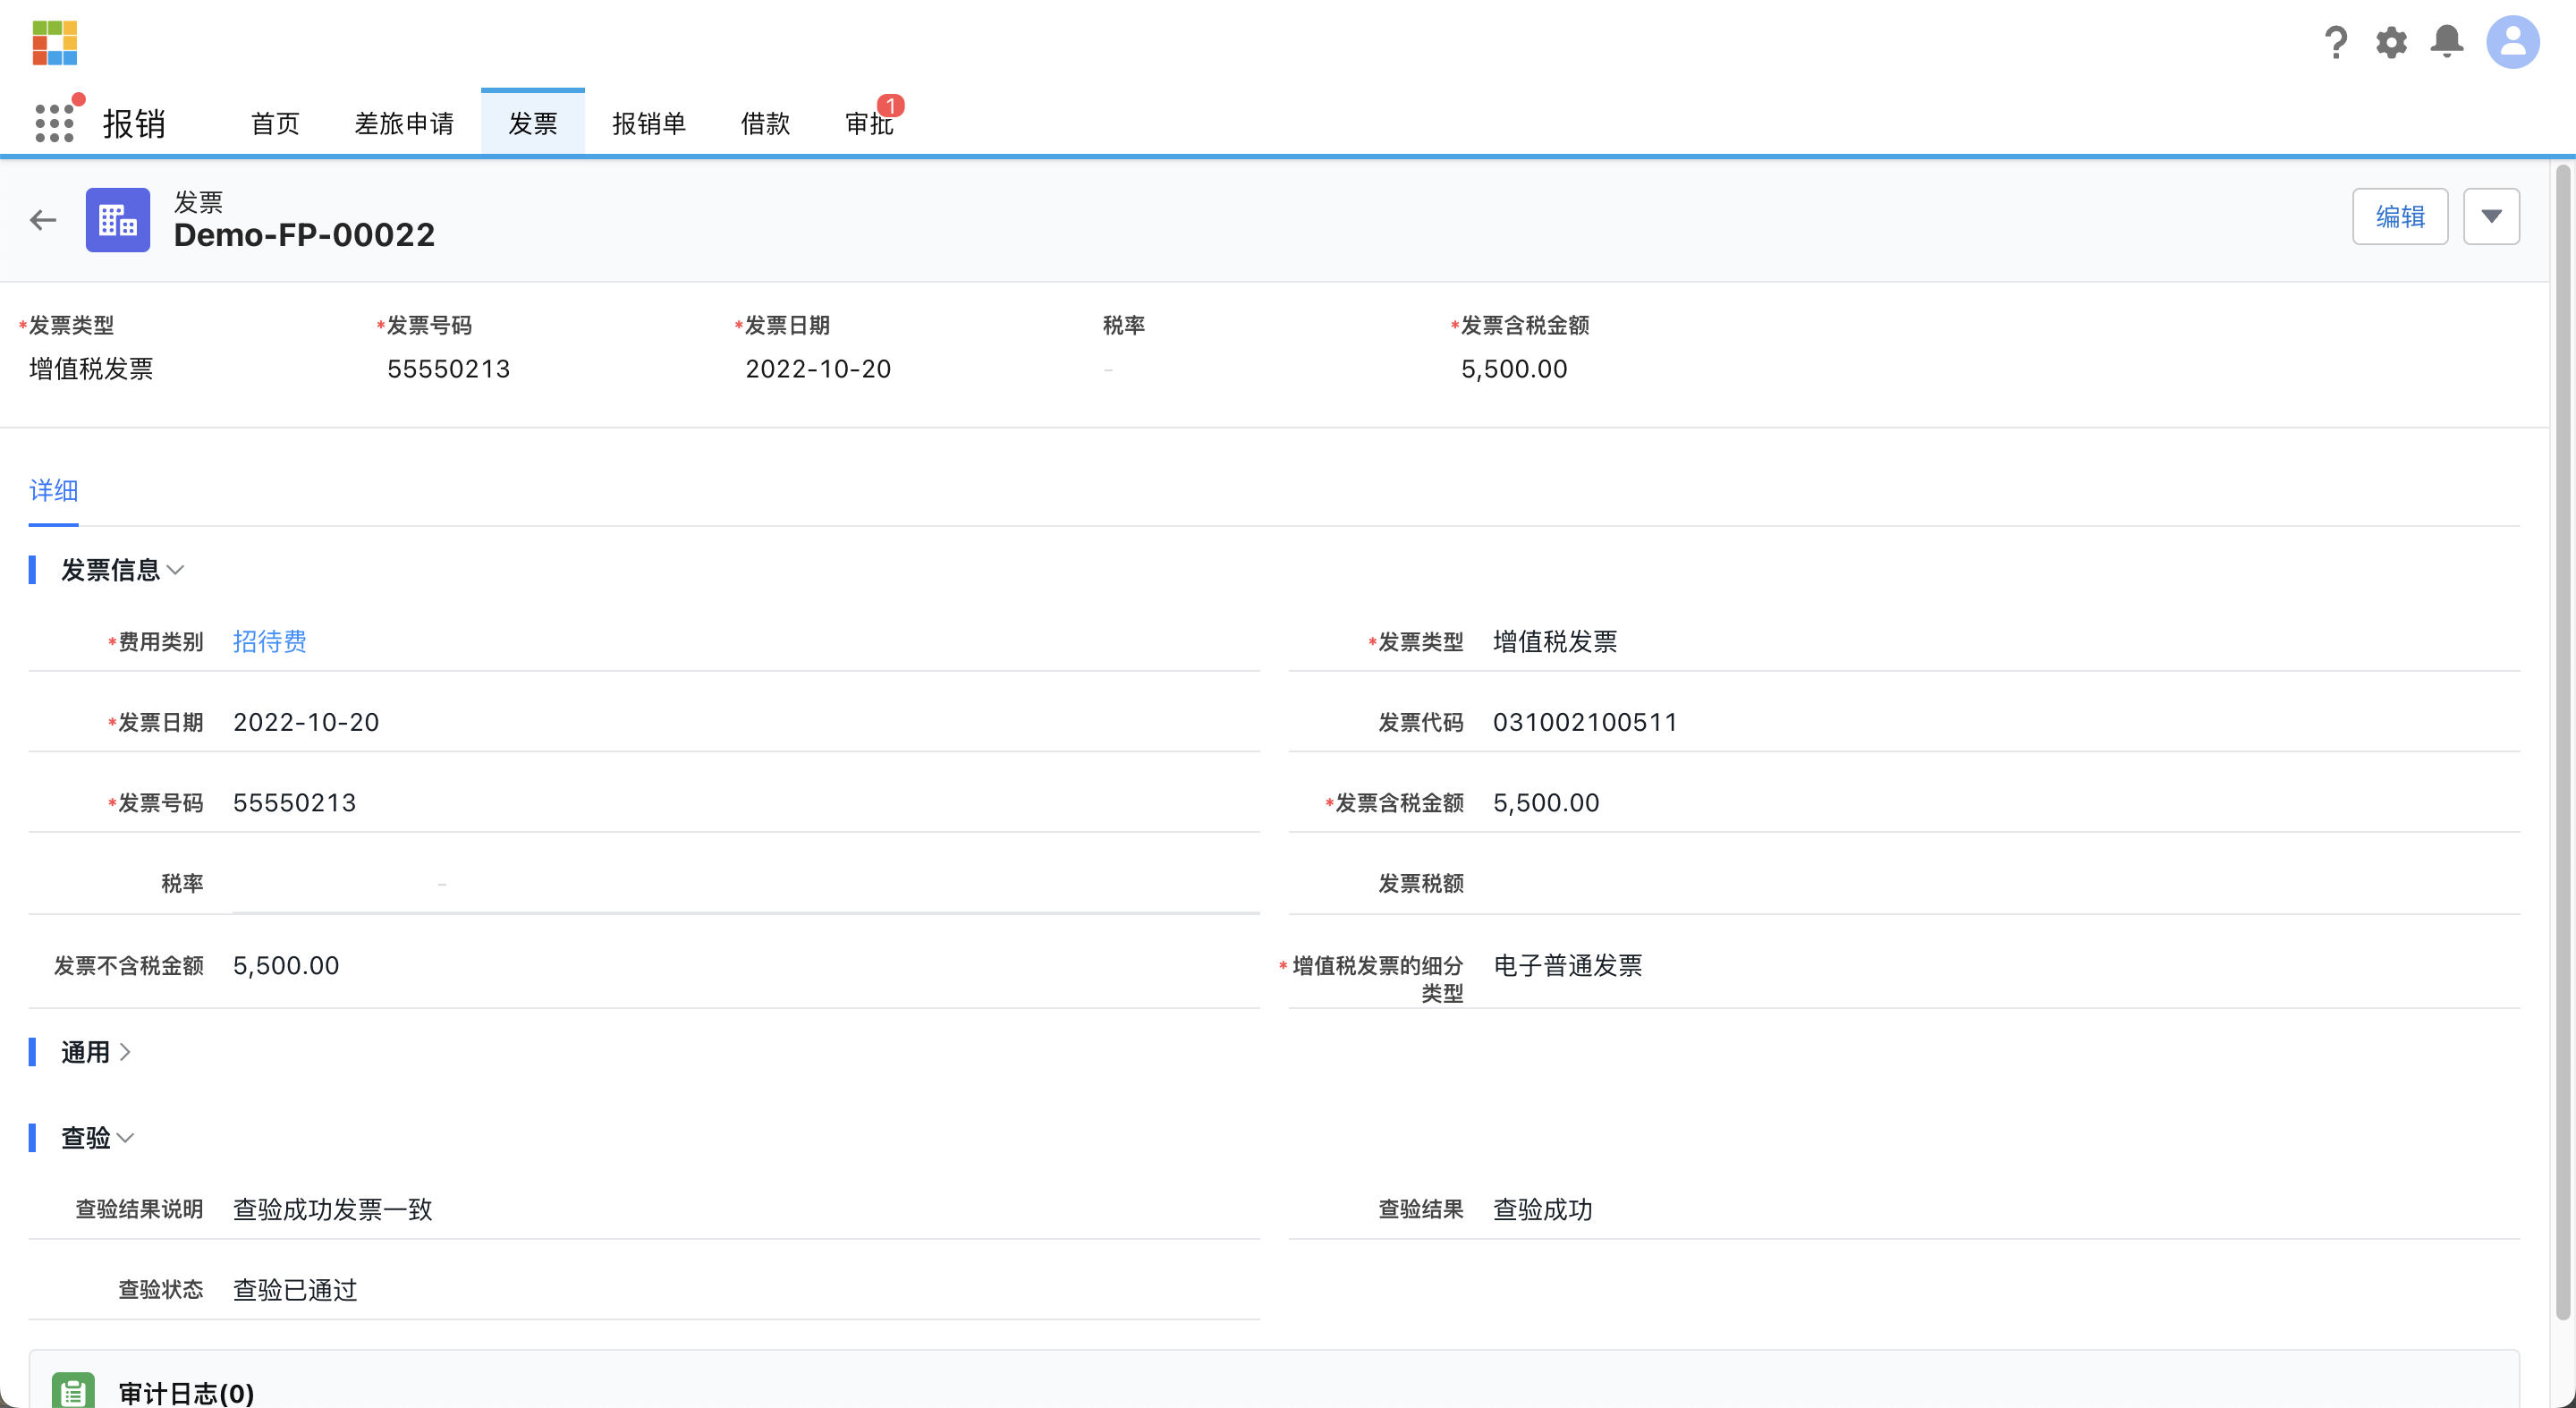 报销
首页
差旅申请
发票
报销单
借款
审批
1
发票
Demo-FP-00022
编辑
*发票类型
增值税发票
*发票号码
55550213
*发票日期
2022-10-20
税率
-
*发票含税金额
5,500.00
详细
发票信息
*费用类别 招待费
*发票类型 增值税发票
*发票日期 2022-10-20
发票代码 031002100511
*发票号码 55550213
*发票含税金额 5,500.00
税率 -
发票税额
发票不含税金额 5,500.00
*增值税发票的细分 电子普通发票
类型
通用
查验
查验结果说明 查验成功发票一致
查验结果 查验成功
查验状态 查验已通过
审计日志(0)